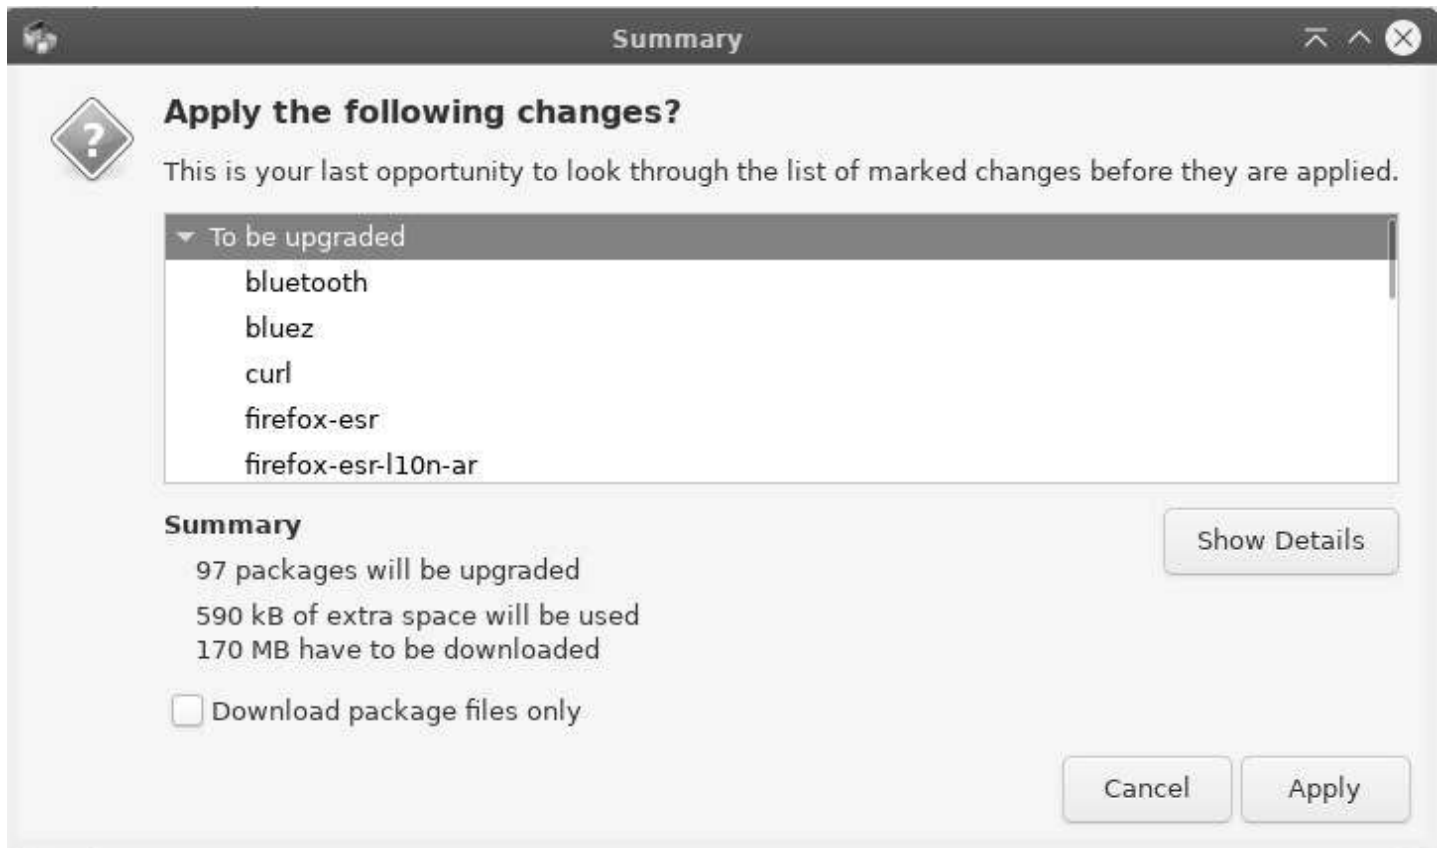 Summary
Apply the following changes?
This is your last opportunity to look through the list of marked changes before they are applied.
To be upgraded
bluetooth
bluez
curl
firefox-esr
firefox-esr-l10n-ar
Summary
Show Details
97 packages will be upgraded
590 kB of extra space will be used
170 MB have to be downloaded
Download package files only
Cancel
Apply